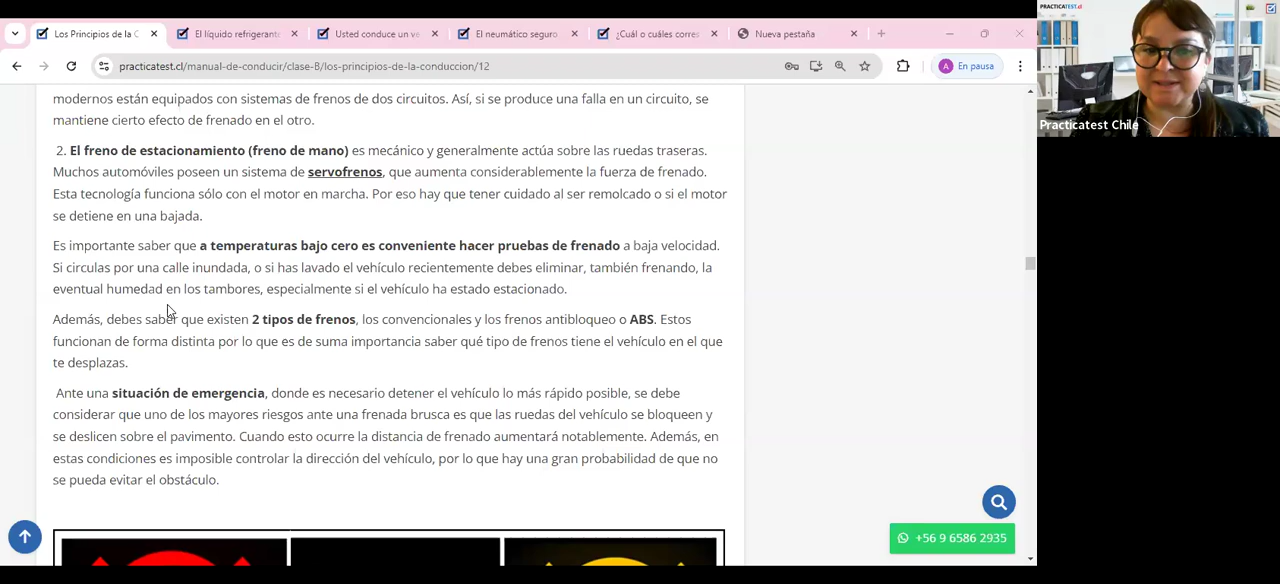 Los Principios de la C
El líquido refrigerante
Usted conduce un ve
El neumático seguro
¿Cuál o cuáles corres
Nueva pestaña
practicatest.cl/manual-de-conducir/clase-B/los-principios-de-la-conduccion/12
A En pausa
PRACTICATEST.cl
Practicatest Chile
modernos están equipados con sistemas de frenos de dos circuitos. Así, si se produce una falla en un circuito, se
mantiene cierto efecto de frenado en el otro.
2. El freno de estacionamiento (freno de mano) es mecánico y generalmente actúa sobre las ruedas traseras.
Muchos automóviles poseen un sistema de servofrenos, que aumenta considerablemente la fuerza de frenado.
Esta tecnología funciona sólo con el motor en marcha. Por eso hay que tener cuidado al ser remolcado o si el motor
se detiene en una bajada.
Es importante saber que a temperaturas bajo cero es conveniente hacer pruebas de frenado a baja velocidad.
Si circulas por una calle inundada, o si has lavado el vehículo recientemente debes eliminar, también frenando, la
eventual humedad en los tambores, especialmente si el vehículo ha estado estacionado.
Además, debes saber que existen 2 tipos de frenos, los convencionales y los frenos antibloqueo o ABS. Estos
funcionan de forma distinta por lo que es de suma importancia saber qué tipo de frenos tiene el vehículo en el que
te desplazas.
Ante una situación de emergencia, donde es necesario detener el vehículo lo más rápido posible, se debe
considerar que uno de los mayores riesgos ante una frenada brusca es que las ruedas del vehículo se bloqueen y
se deslicen sobre el pavimento. Cuando esto ocurre la distancia de frenado aumentará notablemente. Además, en
estas condiciones es imposible controlar la dirección del vehículo, por lo que hay una gran probabilidad de que no
se pueda evitar el obstáculo.
+56 9 6586 2935